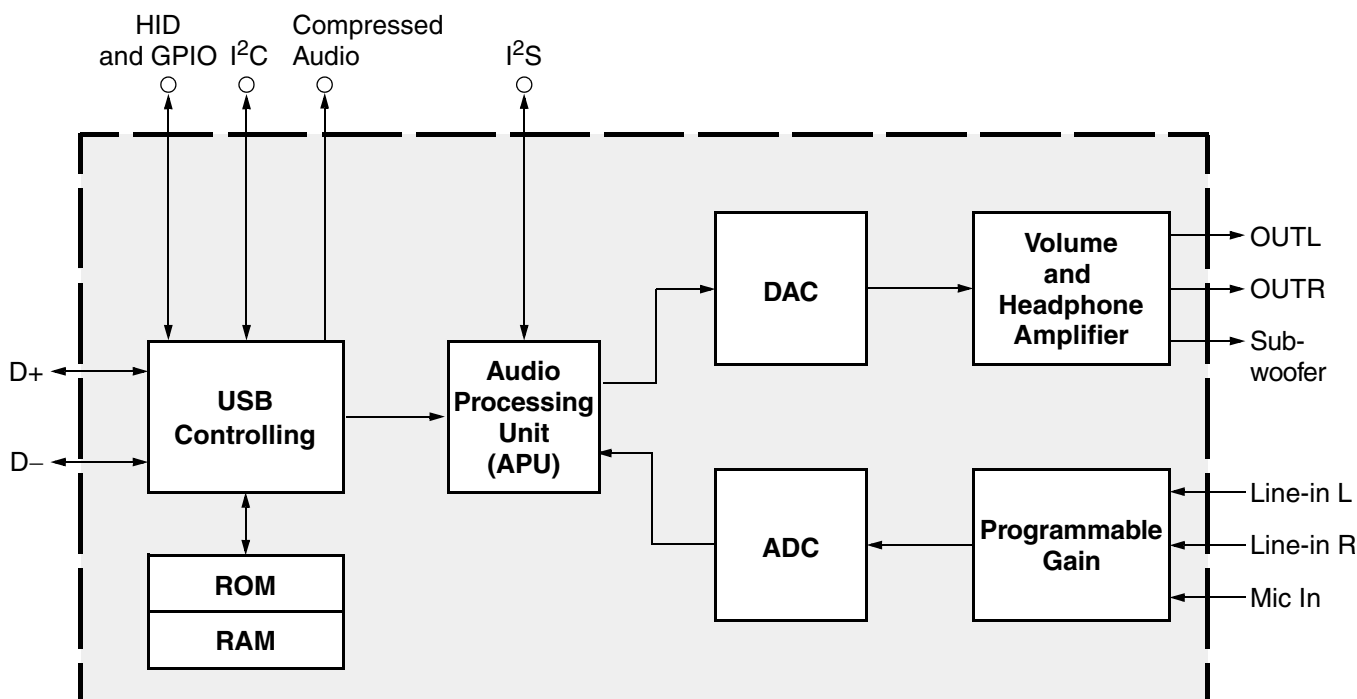 HID
and GPIO
I²C
Compressed
Audio
I²S
D+
D–
USB
Controlling
ROM
RAM
Audio
Processing
Unit
(APU)
DAC
Volume
and
Headphone
Amplifier
OUTL
OUTR
Sub-
woofer
ADC
Programmable
Gain
Line-in L
Line-in R
Mic In